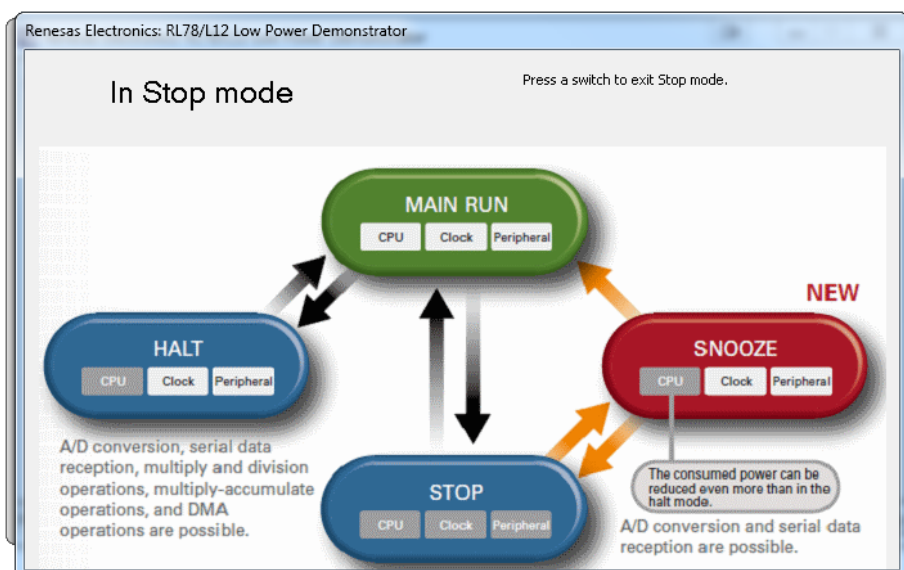 Renesas Electronics: RL78/L12 Low Power Demonstrator
In Stop mode
Press a switch to exit Stop mode.
MAIN RUN
CPU Clock Peripheral
NEW
HALT
CPU Clock Peripheral
SNOOZE
CPU Clock Peripheral
A/D conversion, serial data
reception, multiply and division
operations, multiply-accumulate
operations, and DMA
operations are possible.
STOP
CPU Clock Peripheral
The consumed power can be
reduced even more than in the
halt mode.
A/D conversion and serial data
reception are possible.